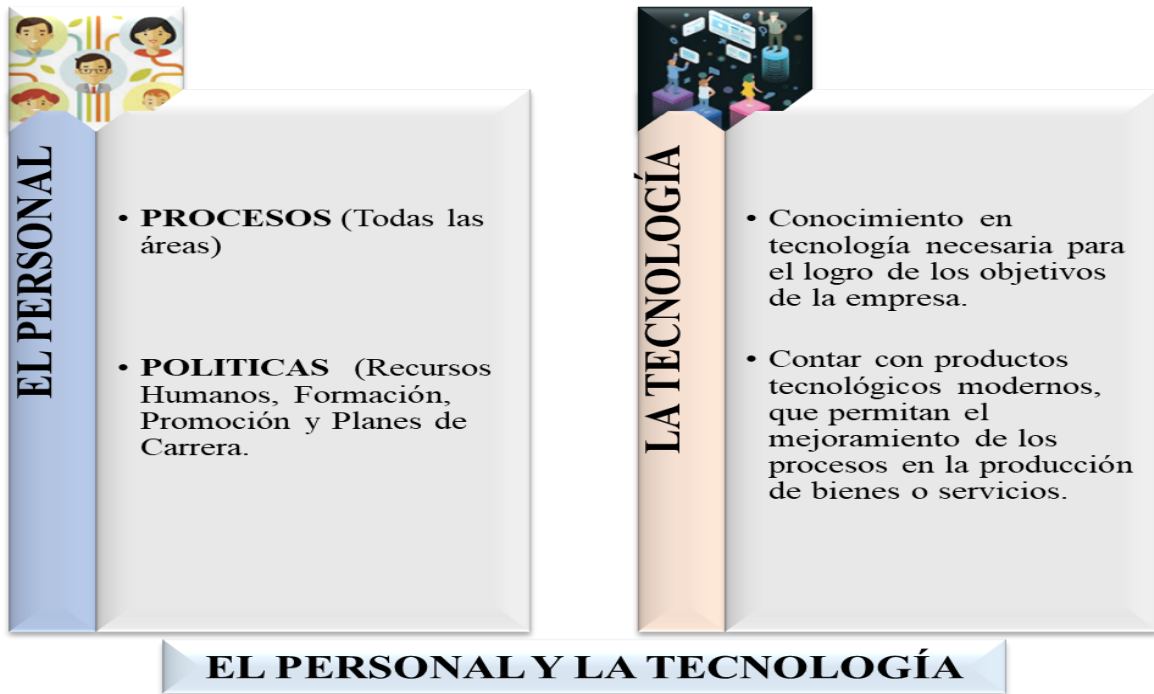 EL PERSONAL
• PROCESOS (Todas las
áreas)
• POLITICAS (Recursos
Humanos, Formación,
Promoción y Planes de
Carrera.
LA TECNOLOGÍA
• Conocimiento en
tecnología necesaria para
el logro de los objetivos
de la empresa.
• Contar con productos
tecnológicos modernos,
que permitan el
mejoramiento de los
procesos en la producción
de bienes o servicios.
EL PERSONAL Y LA TECNOLOGÍA